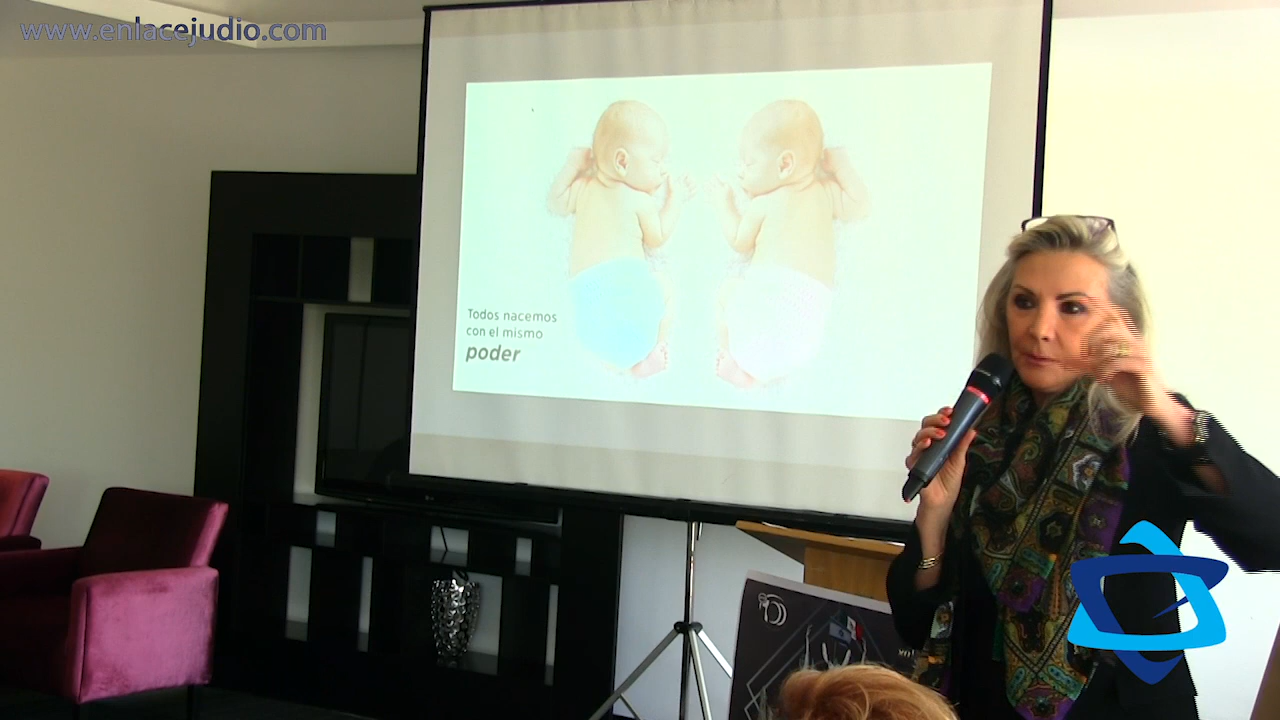 www.enlacejudio.com
Todos nacemos
con el mismo
poder